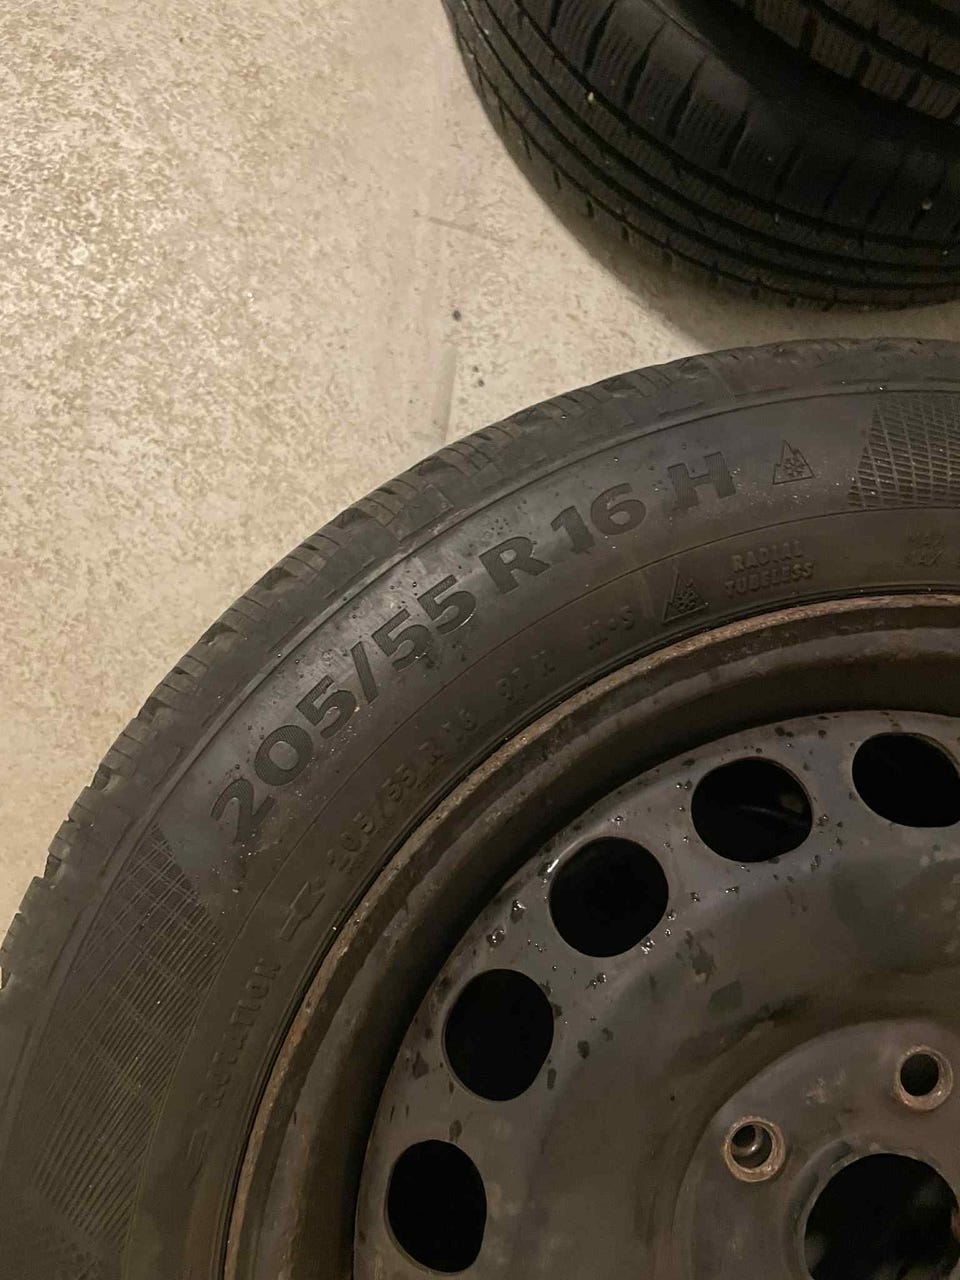 205/55 R 16 H
RADIAL
TUBELESS
205/55 R 16 91 H M+S
ROTATION